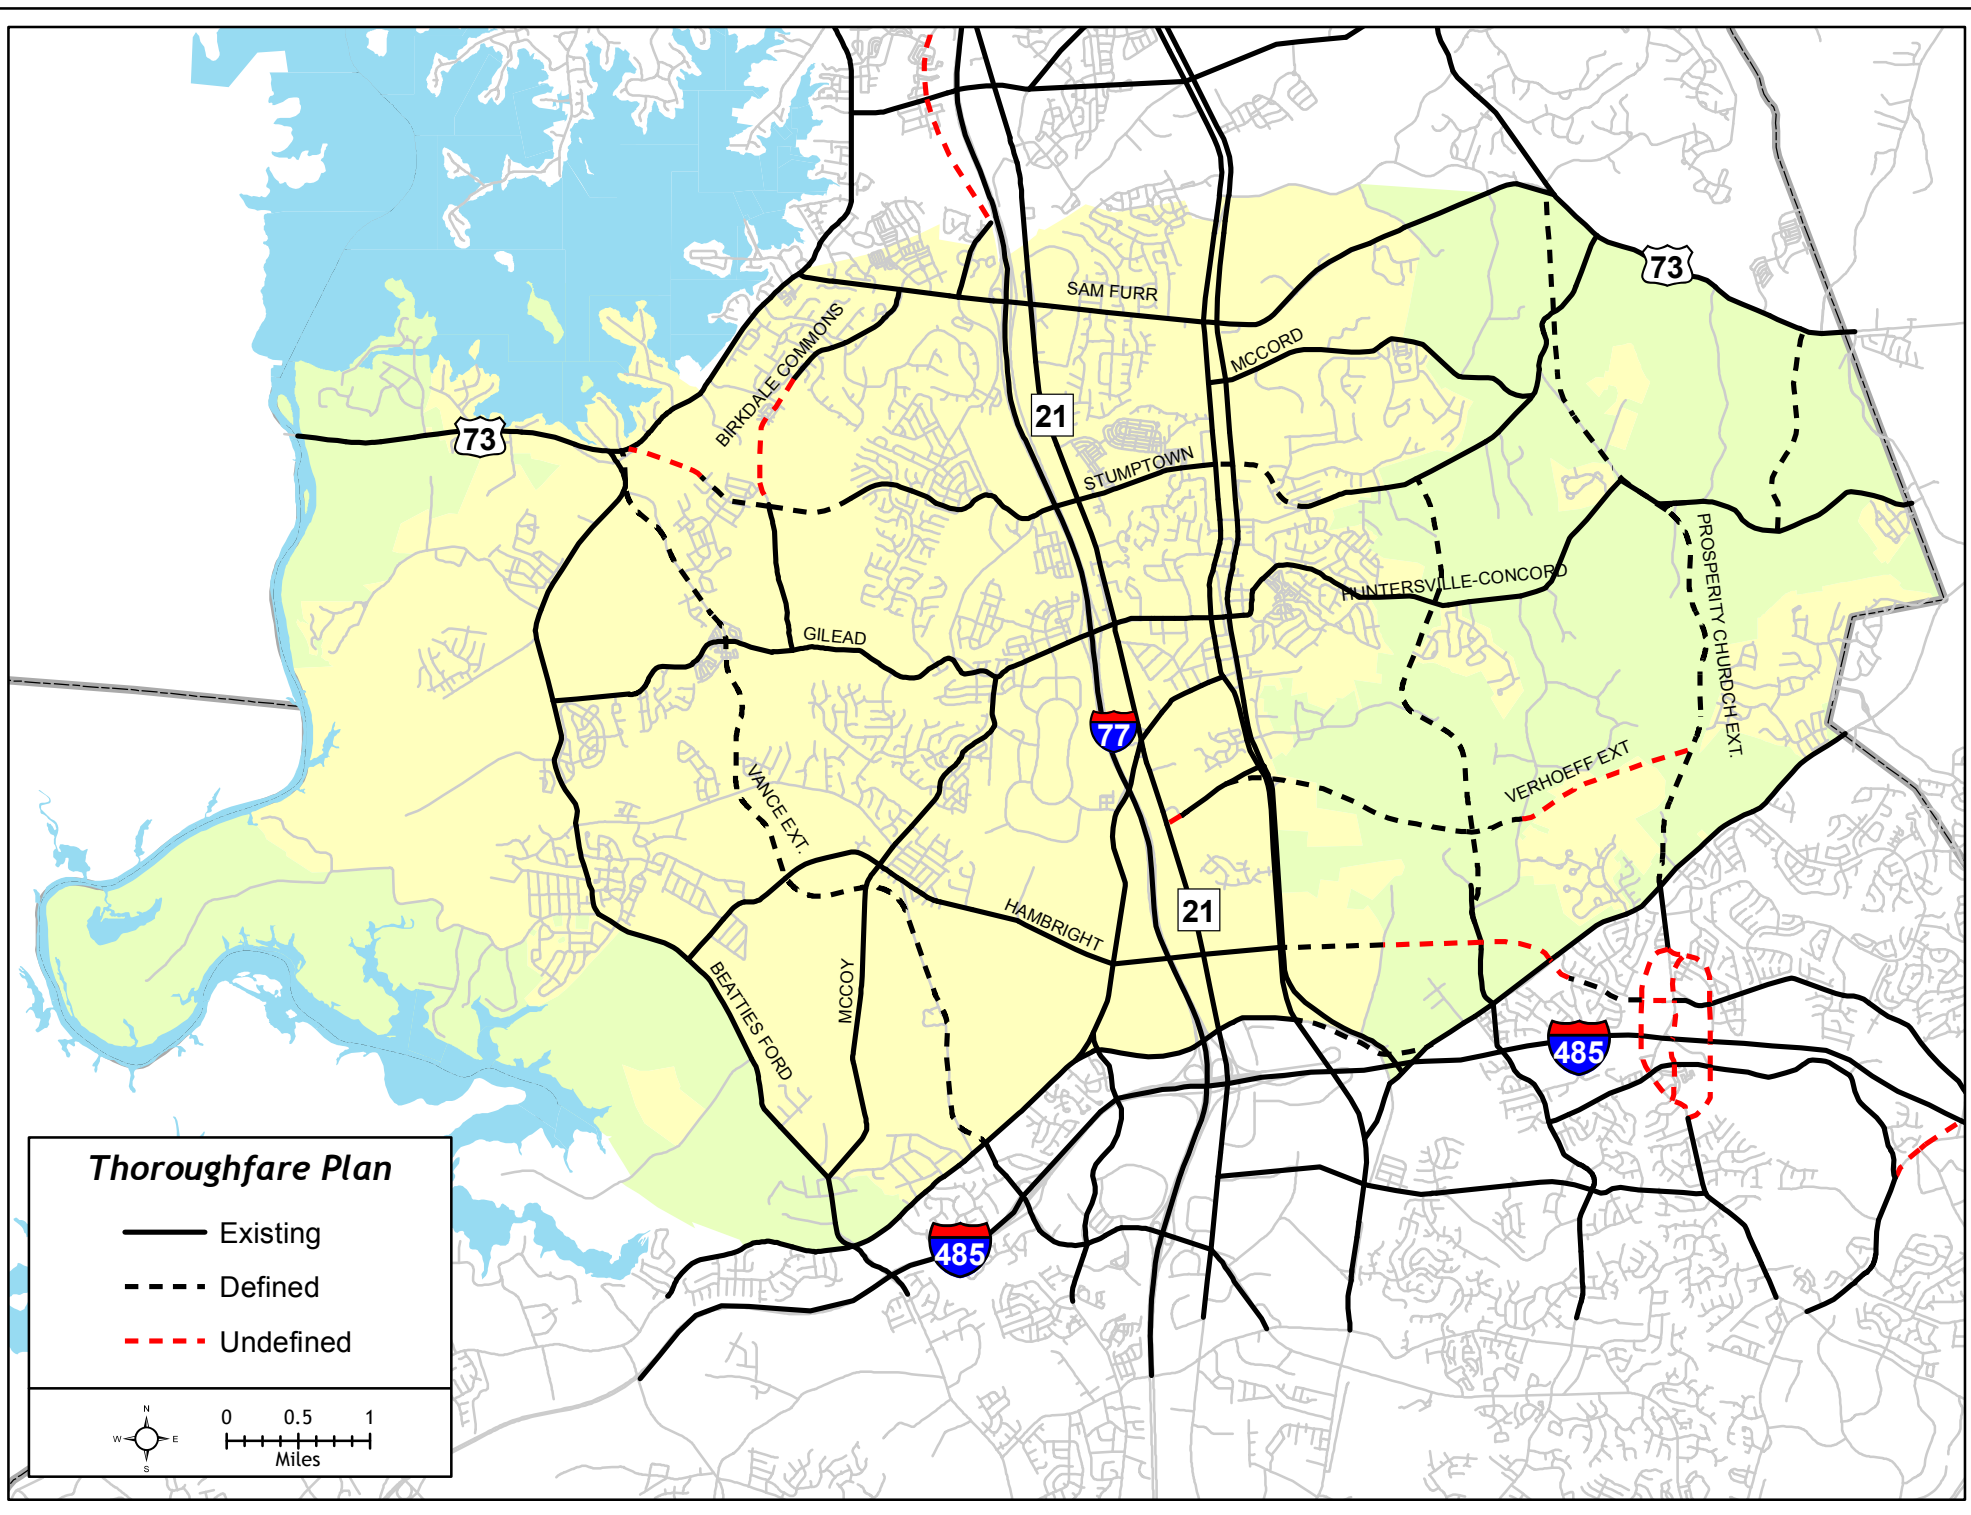 73
SAM FURR
BIRKDALE COMMONS
MCCORD
21
73
STUMPTOWN
PROSPERITY CHURDCH EXT.
HUNTERSVILLE-CONCORD
GILEAD
77
VERHOEFF EXT
VANCE EXT.
21
HAMBRIGHT
BEATTIES FORD
MCCOY
485
485
Thoroughfare Plan
Existing
Defined
Undefined
N
W E
S
0 0.5 1
Miles